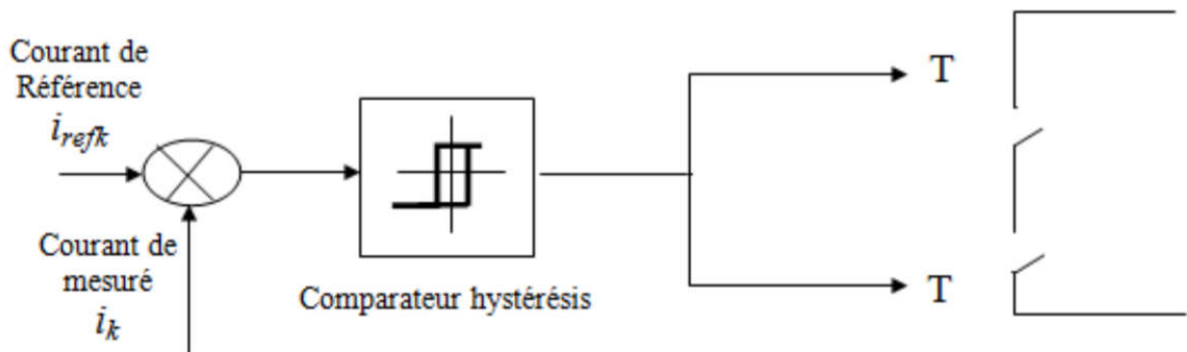 Courant de
Référence
i_refk
Courant de
mesuré
i_k
Comparateur hystérésis
T
T